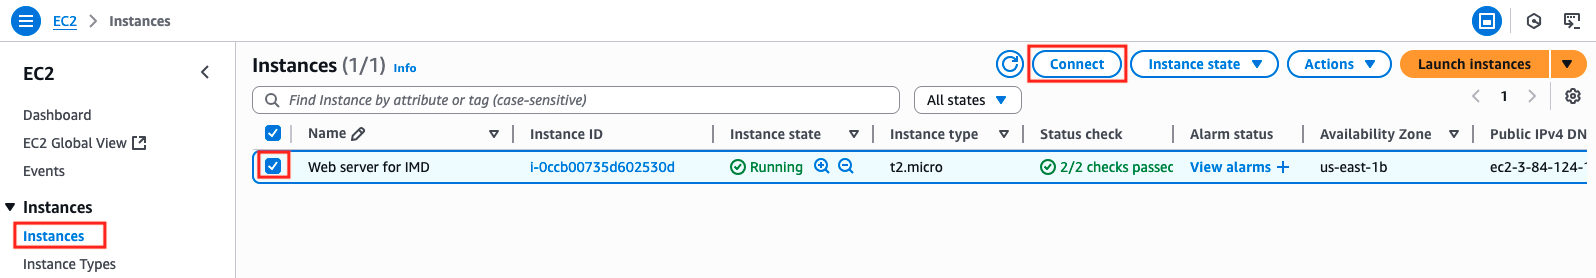 EC2 > Instances
EC2
Dashboard
EC2 Global View
Events
Instances
Instances
Instance Types
Instances (1/1) Info
Connect
Instance state
Actions
Launch instances
Find Instance by attribute or tag (case-sensitive)
All states
1
Name Instance ID Instance state Instance type Status check Alarm status Availability Zone Public IPv4 DN
Web server for IMD i-0ccb00735d602530d Running t2.micro 2/2 checks passec View alarms + us-east-1b ec2-3-84-124-1